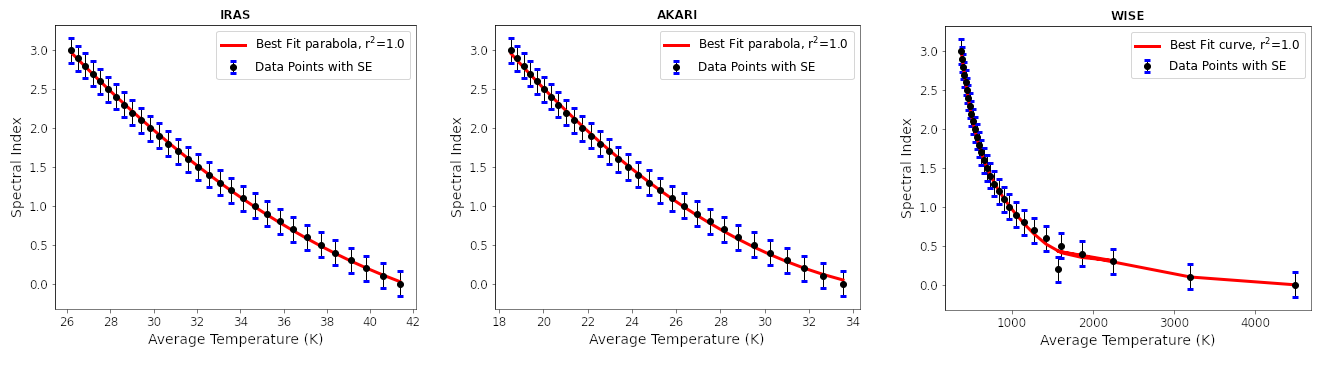 IRAS
Best Fit parabola, r²=1.0
Data Points with SE
3.0
2.5
2.0
1.5
1.0
0.5
0.0
Spectral Index
26 28 30 32 34 36 38 40 42
Average Temperature (K)
AKARI
Best Fit parabola, r²=1.0
Data Points with SE
3.0
2.5
2.0
1.5
1.0
0.5
0.0
Spectral Index
18 20 22 24 26 28 30 32 34
Average Temperature (K)
WISE
Best Fit curve, r²=1.0
Data Points with SE
3.0
2.5
2.0
1.5
1.0
0.5
0.0
Spectral Index
1000 2000 3000 4000
Average Temperature (K)